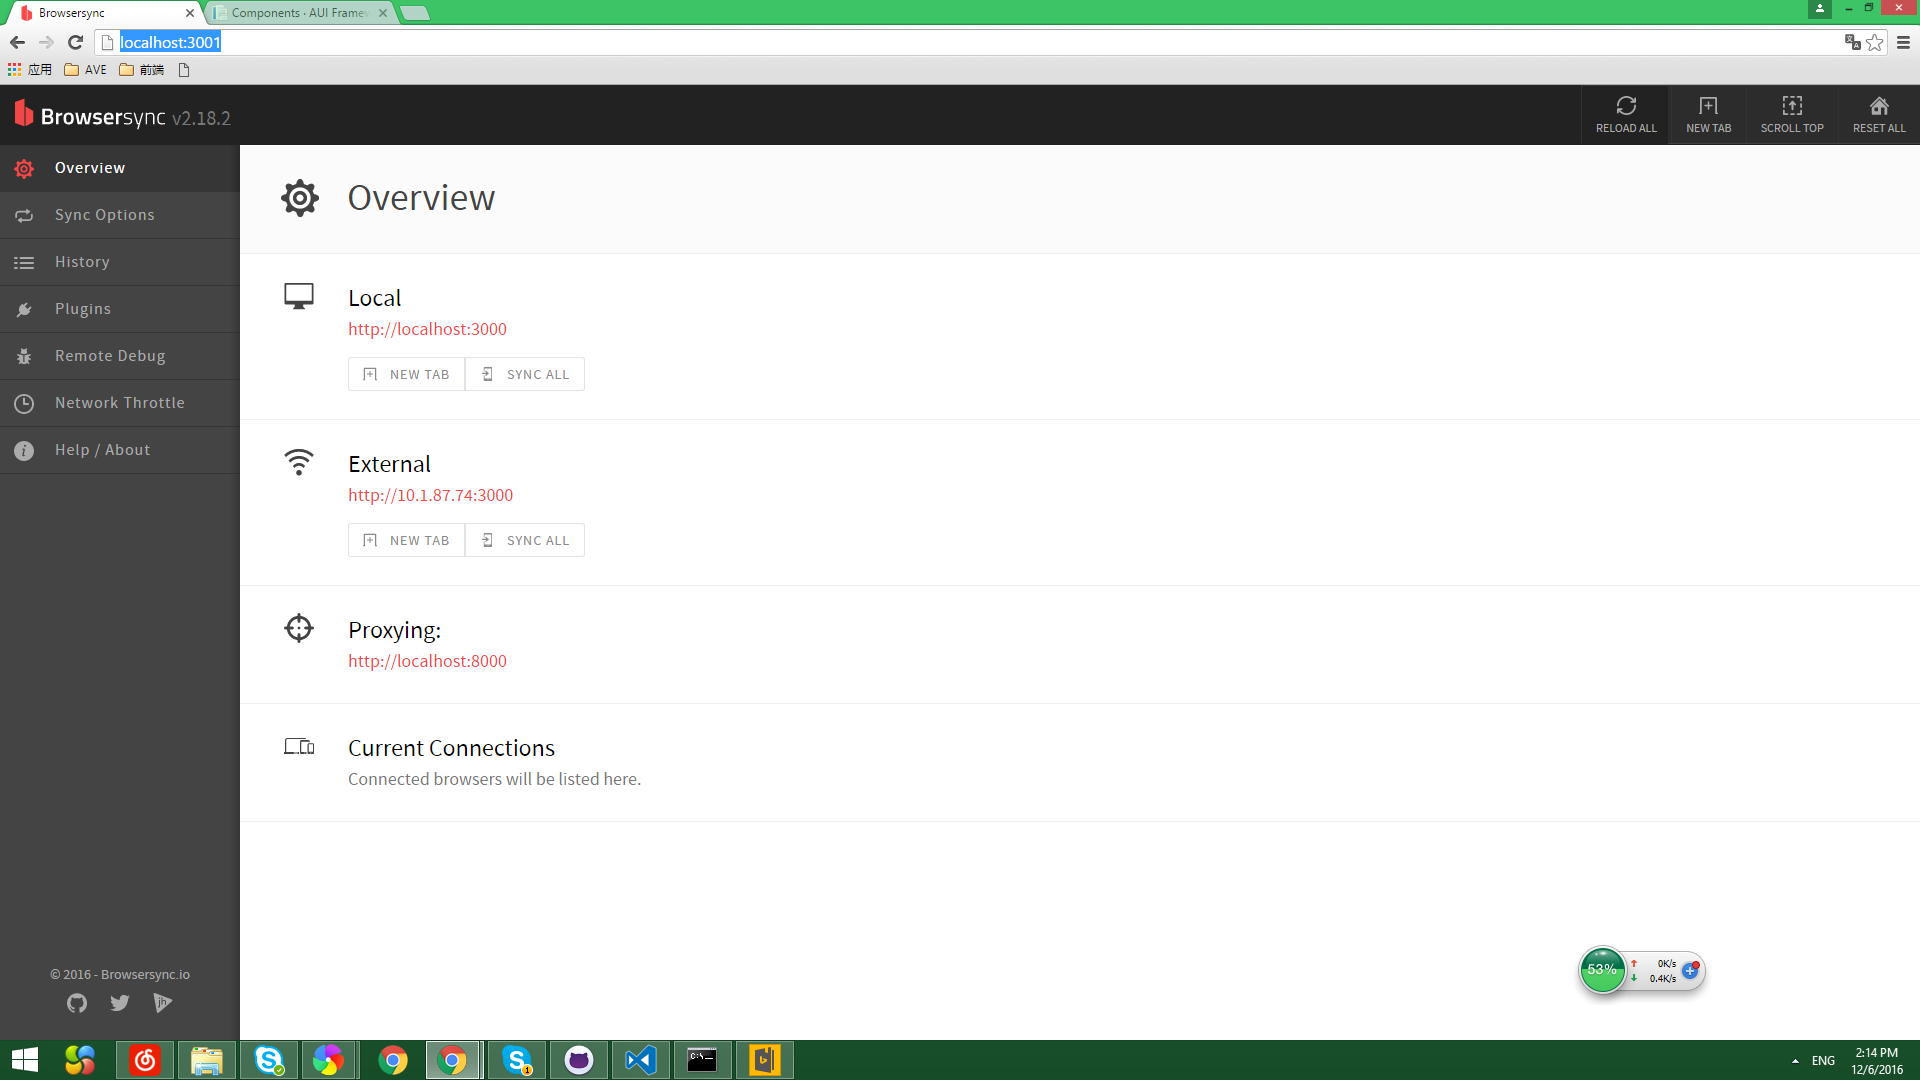 Browsersync
Components · AUI Frame
localhost:3001
应用
AVE
前端
Browsersync v2.18.2
RELOAD ALL
NEW TAB
SCROLL TOP
RESET ALL
Overview
Sync Options
History
Plugins
Remote Debug
Network Throttle
Help / About
© 2016 - Browsersync.io
Overview
Local
http://localhost:3000
NEW TAB
SYNC ALL
External
http://10.1.87.74:3000
NEW TAB
SYNC ALL
Proxying:
http://localhost:8000
Current Connections
Connected browsers will be listed here.
53%
0K/s
0.4K/s
ENG
2:14 PM
12/6/2016